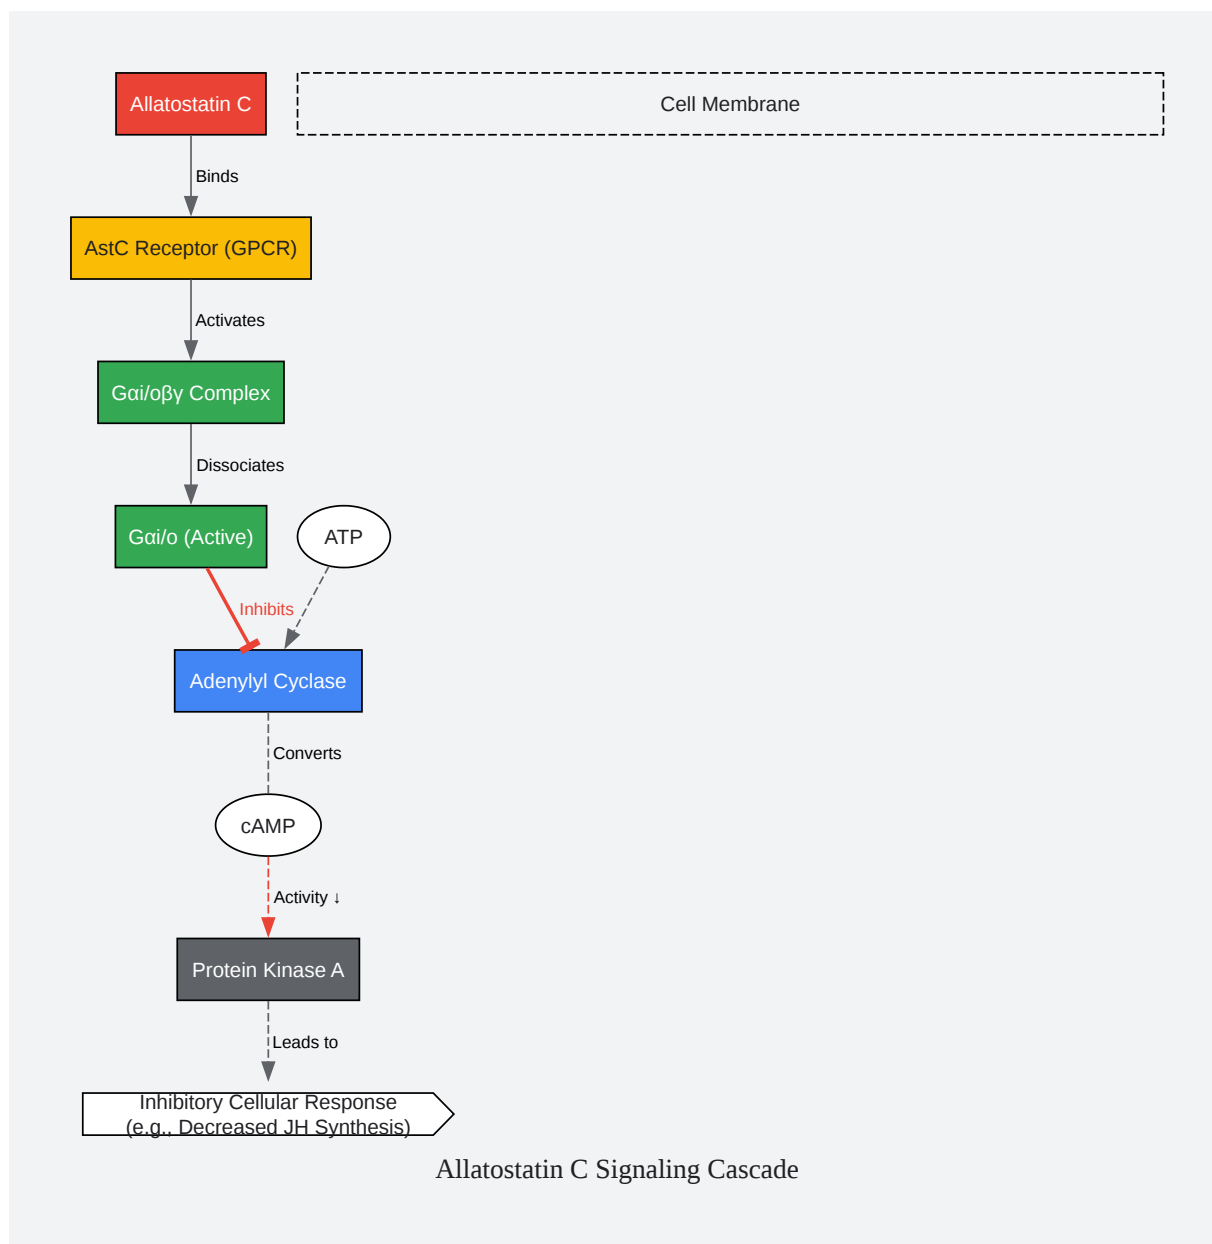 Allatostatin C
Cell Membrane
Binds
AstC Receptor (GPCR)
Activates
Gαi/oβγ Complex
Dissociates
Gαi/o (Active)
ATP
Inhibits
Adenylyl Cyclase
Converts
cAMP
Activity ↓
Protein Kinase A
Leads to
Inhibitory Cellular Response
(e.g., Decreased JH Synthesis)
Allatostatin C Signaling Cascade